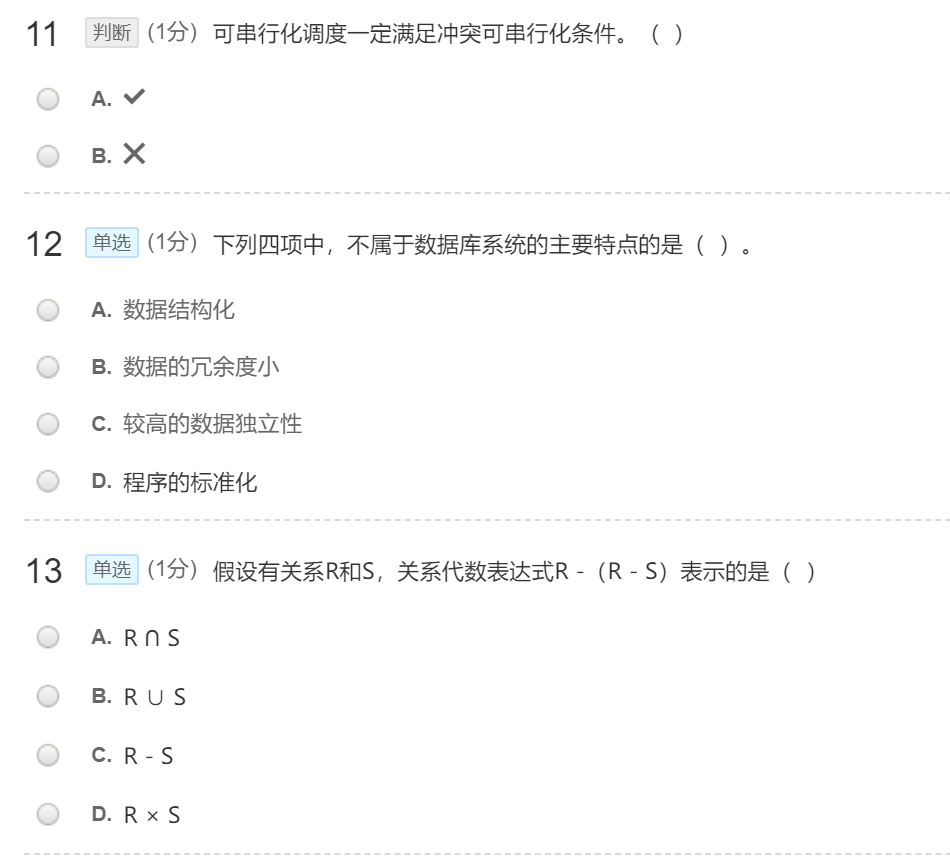 11 判断 (1分) 可串行化调度一定满足冲突可串行化条件。（ ）
A. ✔
B. ✕
12 单选 (1分) 下列四项中，不属于数据库系统的主要特点的是（ ）。
A. 数据结构化
B. 数据的冗余度小
C. 较高的数据独立性
D. 程序的标准化
13 单选 (1分) 假设有关系R和S，关系代数表达式R - （R - S）表示的是（ ）
A. R ∩ S
B. R ∪ S
C. R - S
D. R × S